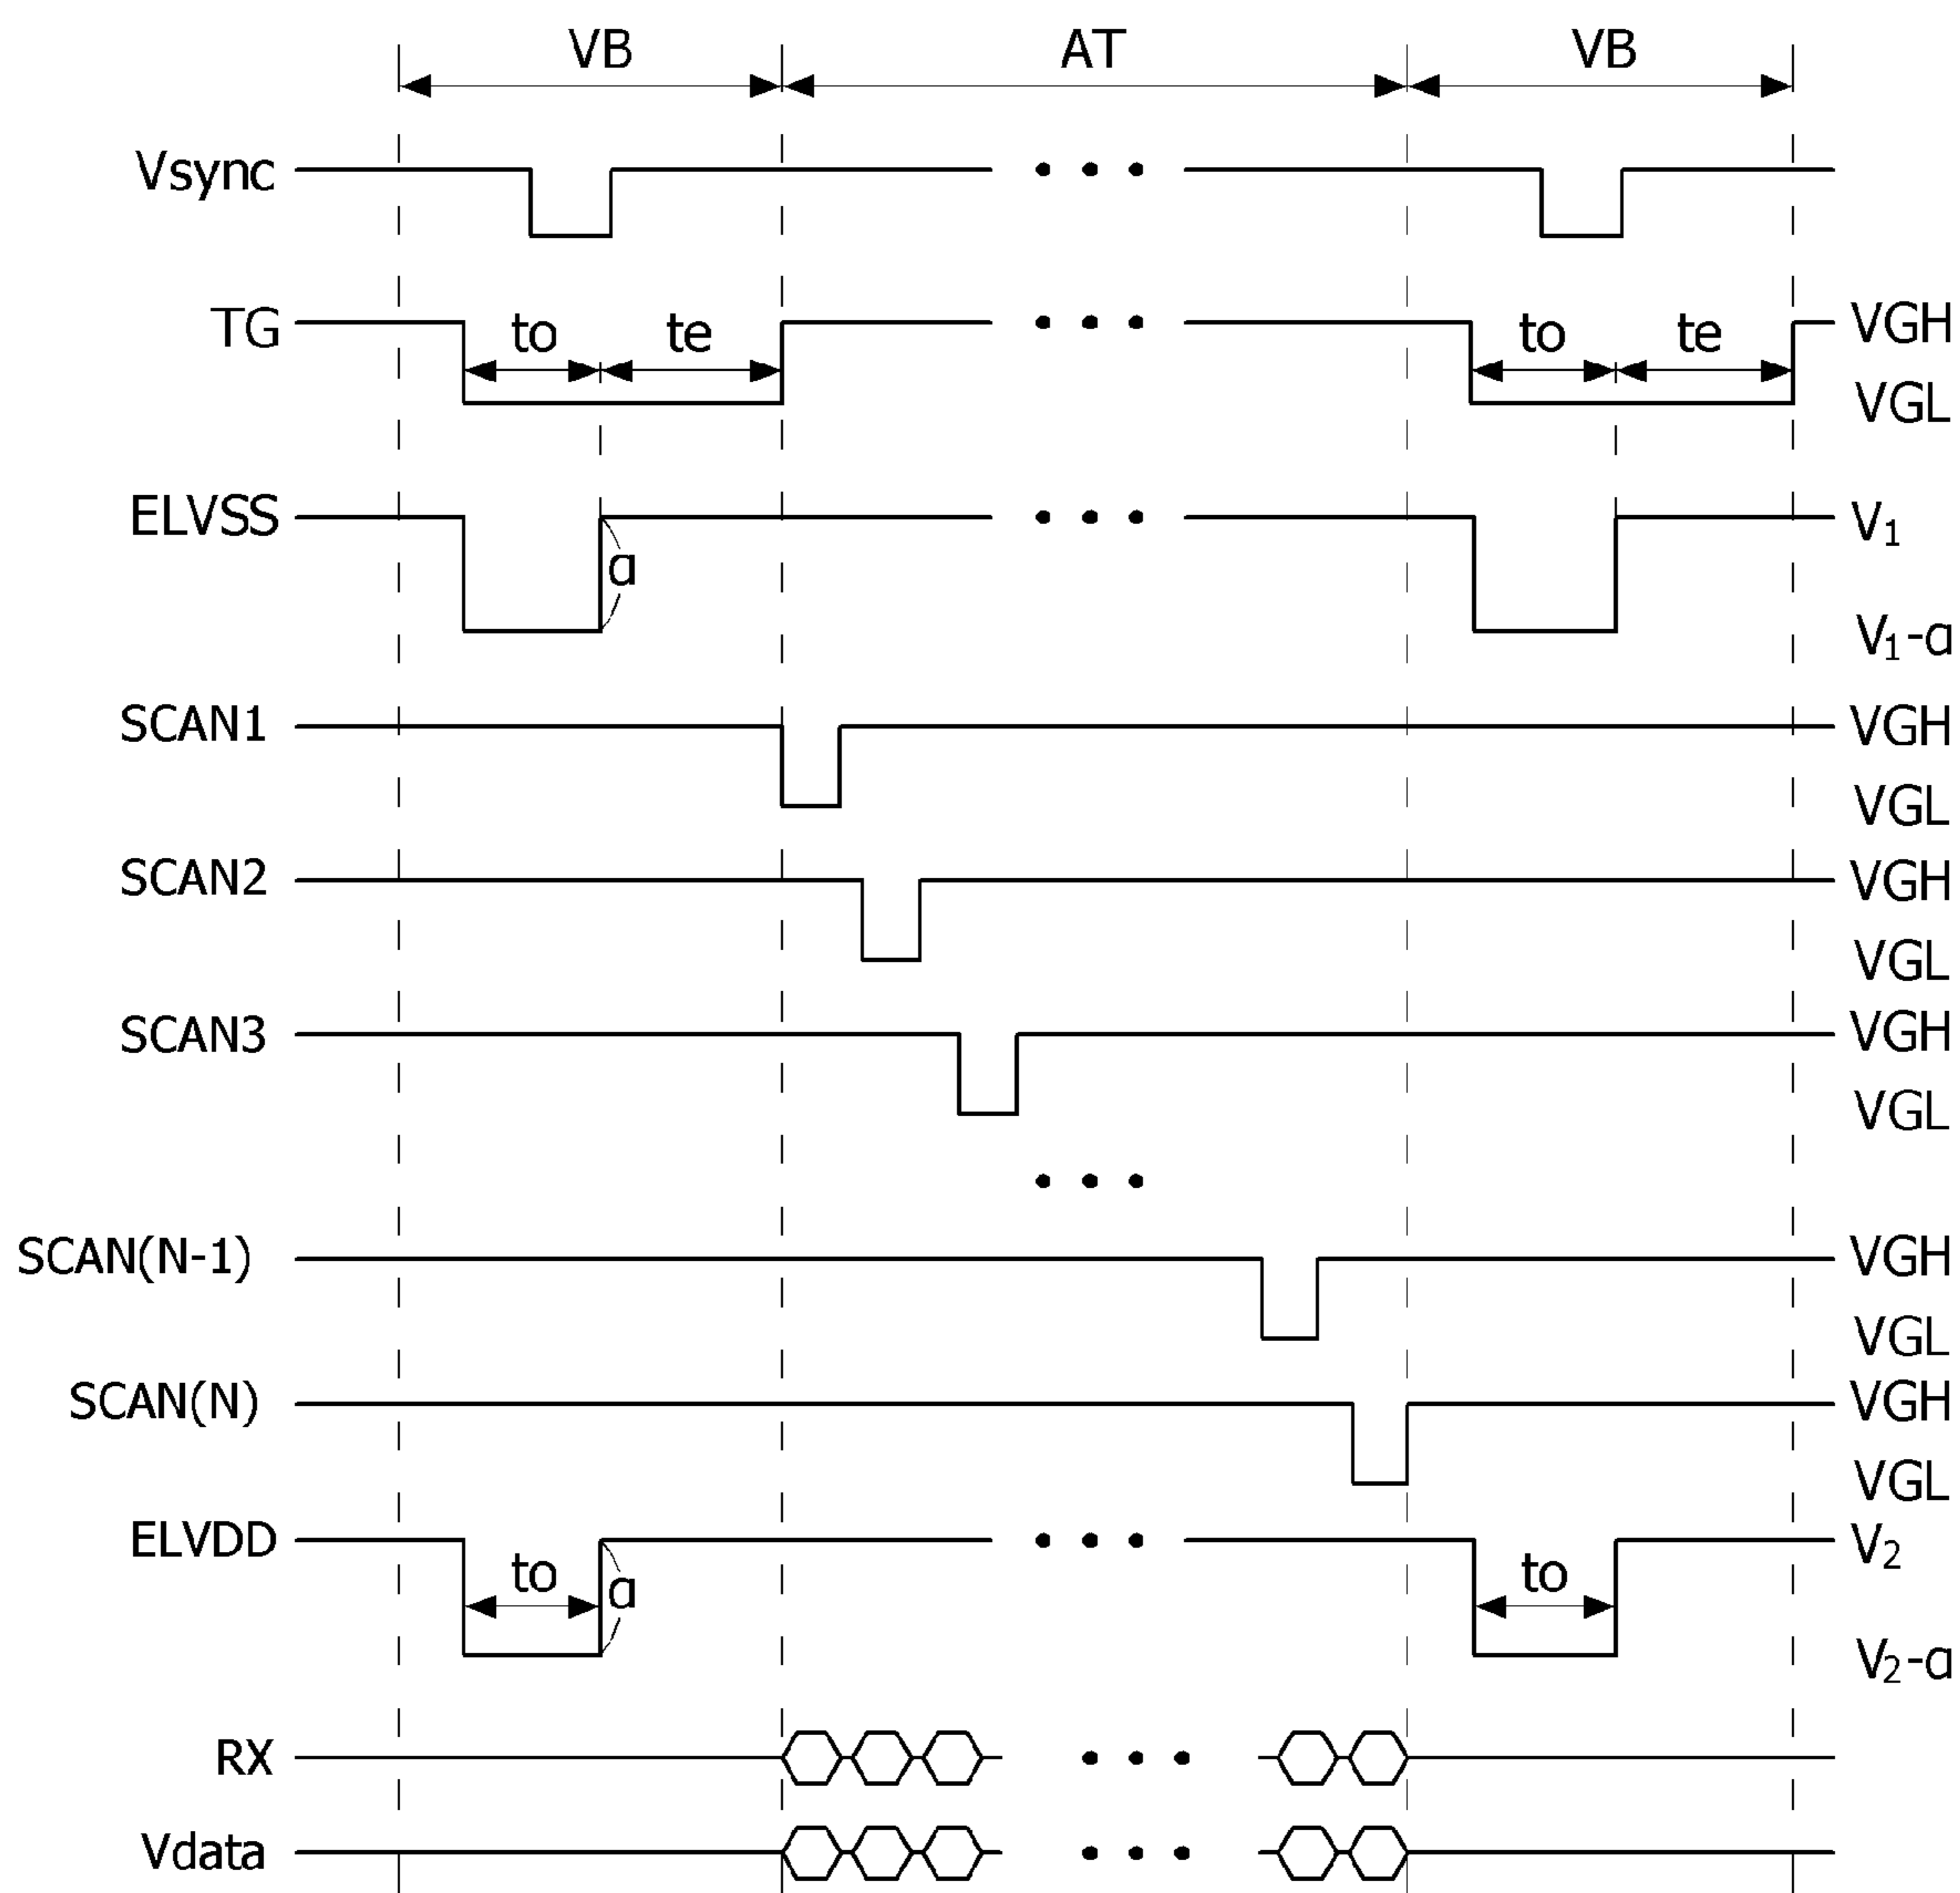 VB AT VB
Vsync
TG to te to te VGH
VGL
ELVSS a V₁
V₁-a
SCAN1 VGH
VGL
SCAN2 VGH
VGL
SCAN3 VGH
VGL
SCAN(N-1) VGH
VGL
SCAN(N) VGH
VGL
ELVDD to a to V₂
V₂-a
RX
Vdata